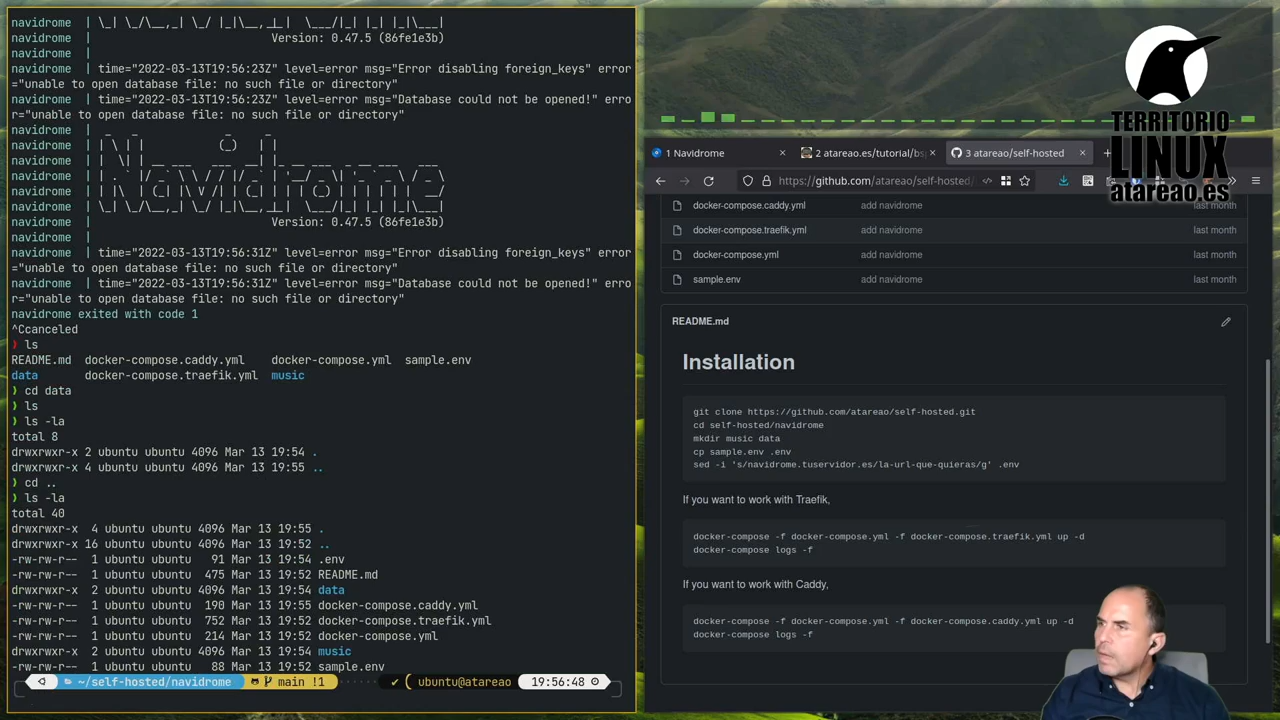 navidrome | \_| \_/\__,_| \_/ |_|\__,_|_| \___/|_| |_| |_|\___|
navidrome | Version: 0.47.5 (86fe1e3b)
navidrome |
navidrome | time="2022-03-13T19:56:23Z" level=error msg="Error disabling foreign_keys" error
="unable to open database file: no such file or directory"
navidrome | time="2022-03-13T19:56:23Z" level=error msg="Database could not be opened!" erro
r="unable to open database file: no such file or directory"
navidrome |
navidrome |
navidrome |
navidrome |
navidrome |
navidrome |
navidrome | Version: 0.47.5 (86fe1e3b)
navidrome |
navidrome | time="2022-03-13T19:56:31Z" level=error msg="Error disabling foreign_keys" error
="unable to open database file: no such file or directory"
navidrome | time="2022-03-13T19:56:31Z" level=error msg="Database could not be opened!" erro
r="unable to open database file: no such file or directory"
navidrome exited with code 1
^Ccanceled
❯ ls
README.md docker-compose.caddy.yml docker-compose.yml sample.env
data docker-compose.traefik.yml music
❯ cd data
❯ ls
❯ ls -la
total 8
drwxrwxr-x 2 ubuntu ubuntu 4096 Mar 13 19:54 .
drwxrwxr-x 4 ubuntu ubuntu 4096 Mar 13 19:55 ..
❯ cd ..
❯ ls -la
total 40
drwxrwxr-x 4 ubuntu ubuntu 4096 Mar 13 19:55 .
drwxrwxr-x 16 ubuntu ubuntu 4096 Mar 13 19:52 ..
-rw-rw-r-- 1 ubuntu ubuntu 91 Mar 13 19:54 .env
-rw-rw-r-- 1 ubuntu ubuntu 475 Mar 13 19:52 README.md
drwxrwxr-x 2 ubuntu ubuntu 4096 Mar 13 19:54 data
-rw-rw-r-- 1 ubuntu ubuntu 190 Mar 13 19:55 docker-compose.caddy.yml
-rw-rw-r-- 1 ubuntu ubuntu 752 Mar 13 19:52 docker-compose.traefik.yml
-rw-rw-r-- 1 ubuntu ubuntu 214 Mar 13 19:52 docker-compose.yml
drwxrwxr-x 2 ubuntu ubuntu 4096 Mar 13 19:54 music
-rw-rw-r-- 1 ubuntu ubuntu 88 Mar 13 19:52 sample.env
~/self-hosted/navidrome main !1 ✔ ubuntu@atareao 19:56:48
TERRITORIO
LINUX
atareao.es
1 Navidrome × 2 atareao.es/tutorial/bs × 3 atareao/self-hosted × +
https://github.com/atareao/self-hosted/
docker-compose.caddy.yml add navidrome last month
docker-compose.traefik.yml add navidrome last month
docker-compose.yml add navidrome last month
sample.env add navidrome last month
README.md
Installation
git clone https://github.com/atareao/self-hosted.git
cd self-hosted/navidrome
mkdir music data
cp sample.env .env
sed -i 's/navidrome.tuservidor.es/la-url-que-quieras/g' .env
If you want to work with Traefik,
docker-compose -f docker-compose.yml -f docker-compose.traefik.yml up -d
docker-compose logs -f
If you want to work with Caddy,
docker-compose -f docker-compose.yml -f docker-compose.caddy.yml up -d
docker-compose logs -f